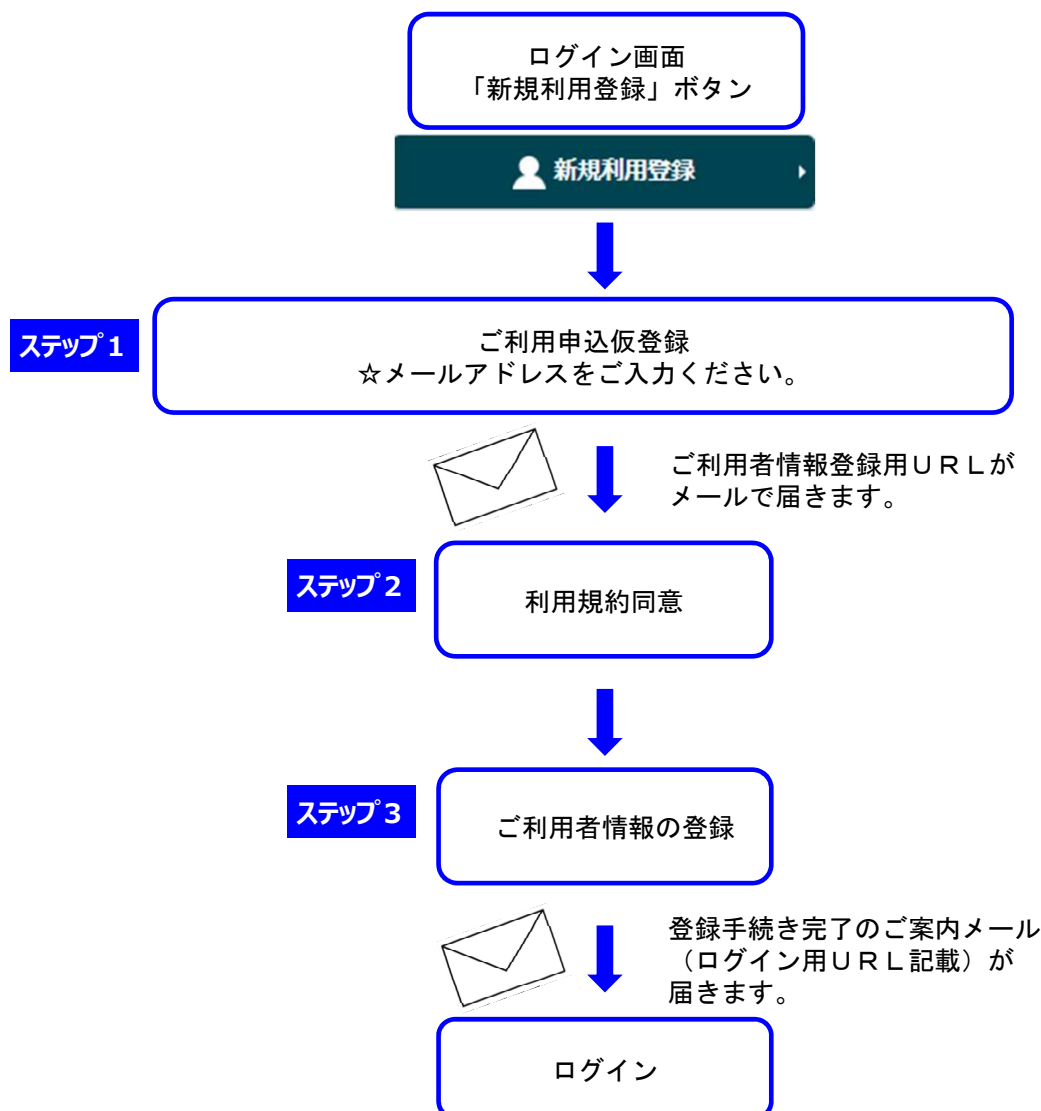 ログイン画面
「新規利用登録」ボタン
新規利用登録
ステップ１
ご利用申込仮登録
☆メールアドレスをご入力ください。
ご利用者情報登録用ＵＲＬが
メールで届きます。
ステップ２
利用規約同意
ステップ３
ご利用者情報の登録
登録手続き完了のご案内メール
（ログイン用ＵＲＬ記載）が
届きます。
ログイン